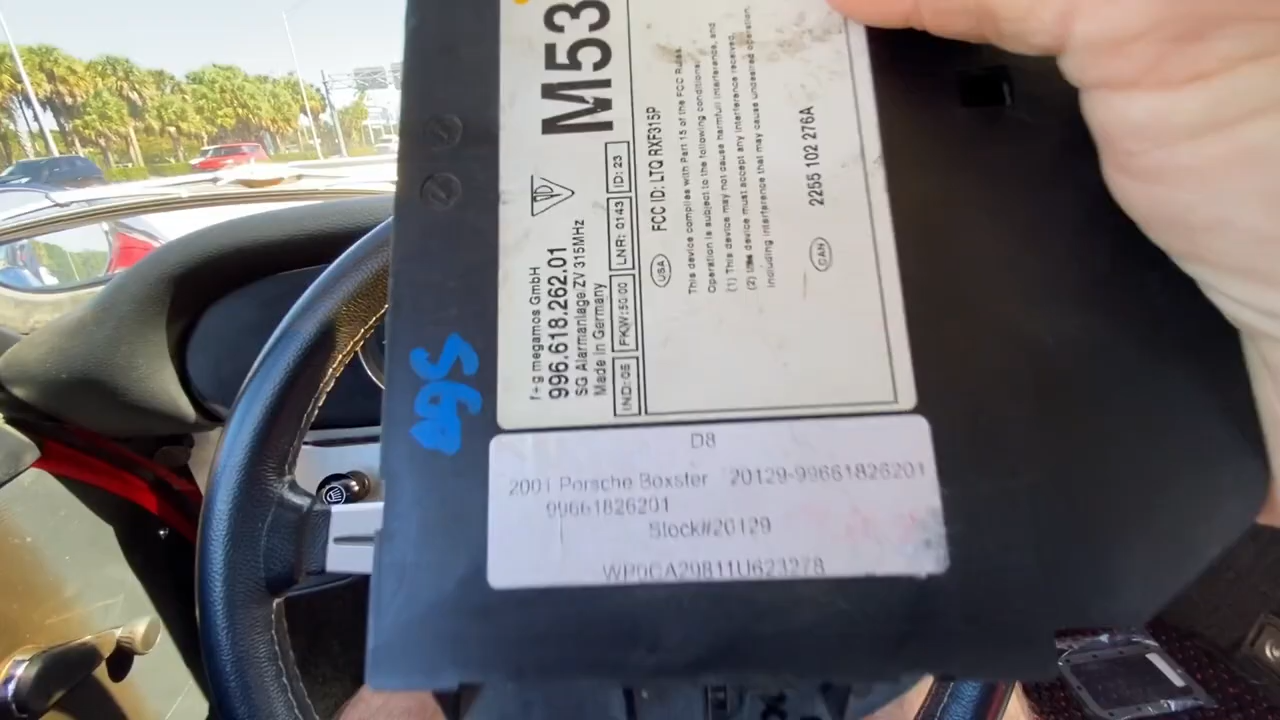 M53
f+g megamos GmbH
996.618.262.01
SG Alarmanlage/ZV 315MHz
Made in Germany
IND: 05 FKW: 50/00 LNR: 0143 ID: 23
USA FCC ID: LTQ RXF315P
This device complies with Part 15 of the FCC Rules.
Operation is subject to the following conditions:
(1) This device may not cause harmful interference, and
(2) this device must accept any interference received,
including interference that may cause undesired operation.
CAN 2255 102 276A
D8
2001 Porsche Boxster 20129-99661826201
99661826201
Stock#20129
WP0CA29811U623278